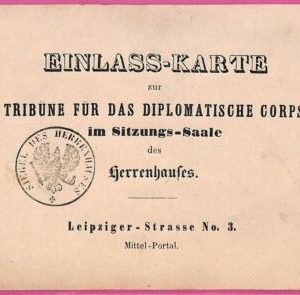 EINLASS-KARTE
zur
TRIBÜNE FÜR DAS DIPLOMATISCHE CORPS
im Sitzungs-Saale
des
Herrenhauses.
SIEGEL DES HERRENHAUSES
Leipziger-Strasse No. 3.
Mittel-Portal.